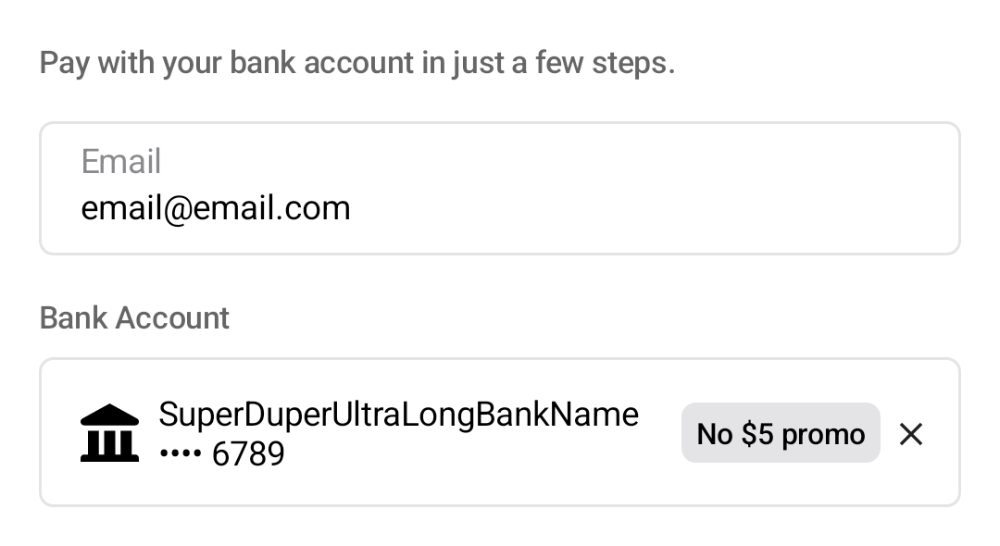 Pay with your bank account in just a few steps.
Email
email@email.com
Bank Account
SuperDuperUltraLongBankName
•••• 6789
No $5 promo